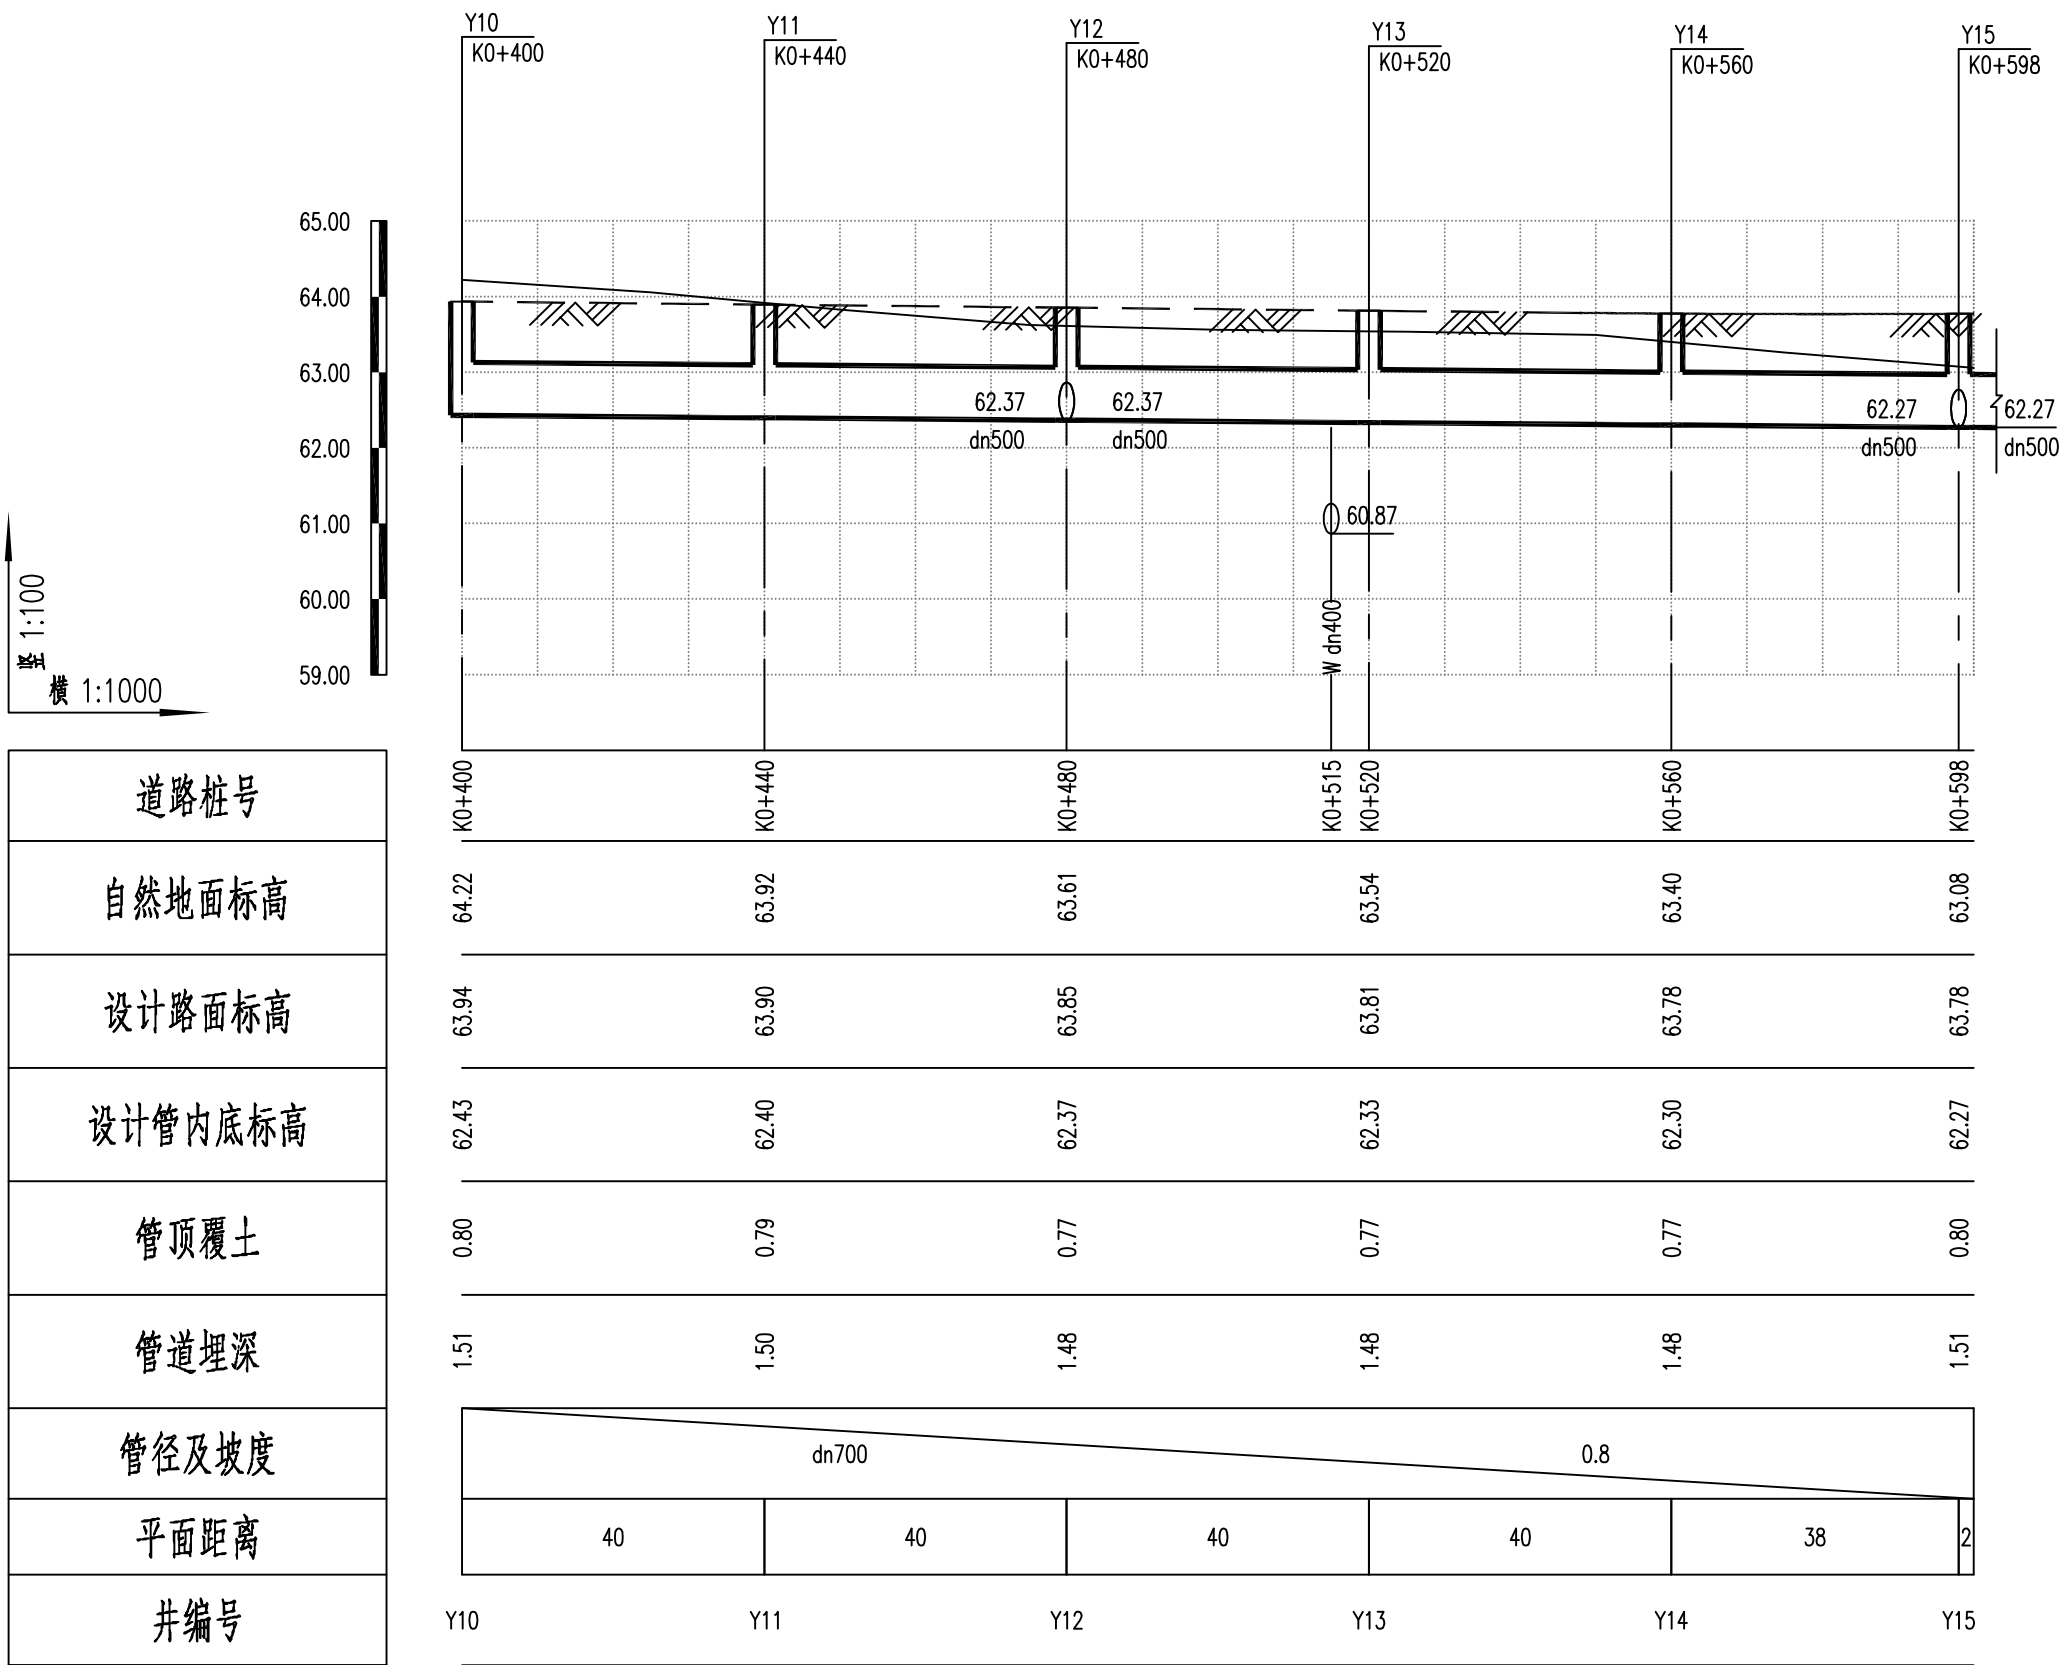 Y10
K0+400
Y11
K0+440
Y12
K0+480
Y13
K0+520
Y14
K0+560
Y15
K0+598
65.00
64.00
63.00
62.00
61.00
60.00
59.00
62.37
dn500
62.37
dn500
62.27
dn500
62.27
dn500
60.87
W dn400
竖 1:100
横 1:1000
道路桩号
K0+400
K0+440
K0+480
K0+515
K0+520
K0+560
K0+598
自然地面标高
64.22
63.92
63.61
63.54
63.40
63.08
设计路面标高
63.94
63.90
63.85
63.81
63.78
63.78
设计管内底标高
62.43
62.40
62.37
62.33
62.30
62.27
管顶覆土
0.80
0.79
0.77
0.77
0.77
0.80
管道埋深
1.51
1.50
1.48
1.48
1.48
1.51
管径及坡度
dn700
0.8
平面距离
40
40
40
40
38
2
井编号
Y10
Y11
Y12
Y13
Y14
Y15